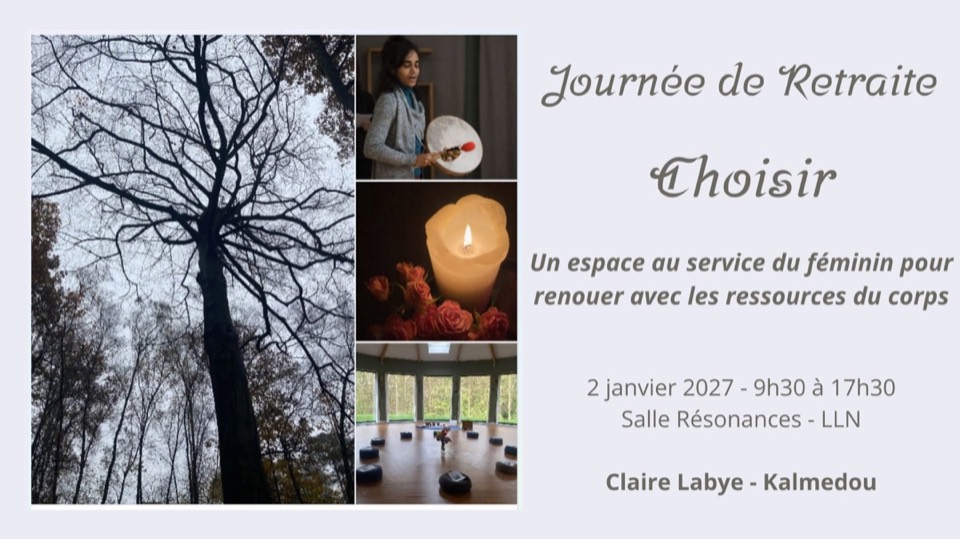 Journée de Retraite
Choisir
Un espace au service du féminin pour
renouer avec les ressources du corps
2 janvier 2027 - 9h30 à 17h30
Salle Résonances - LLN
Claire Labye - Kalmedou